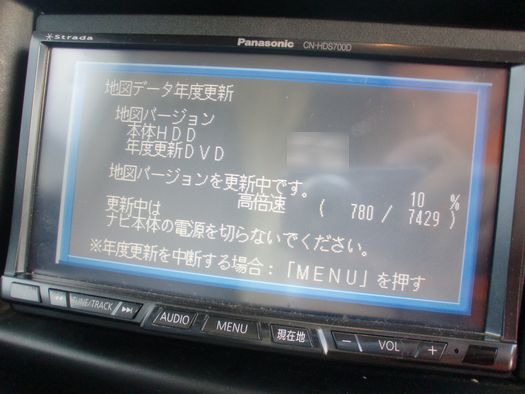 Strada
Panasonic CN-HDS700D
地図データ年度更新
地図バージョン
本体HDD
年度更新DVD
地図バージョンを更新中です。
10 %
高倍速 ( 780 / 7429 )
更新中は
ナビ本体の電源を切らないでください。
※年度更新を中断する場合:「MENU」を押す
TUNE/TRACK AUDIO MENU 現在地 − VOL +